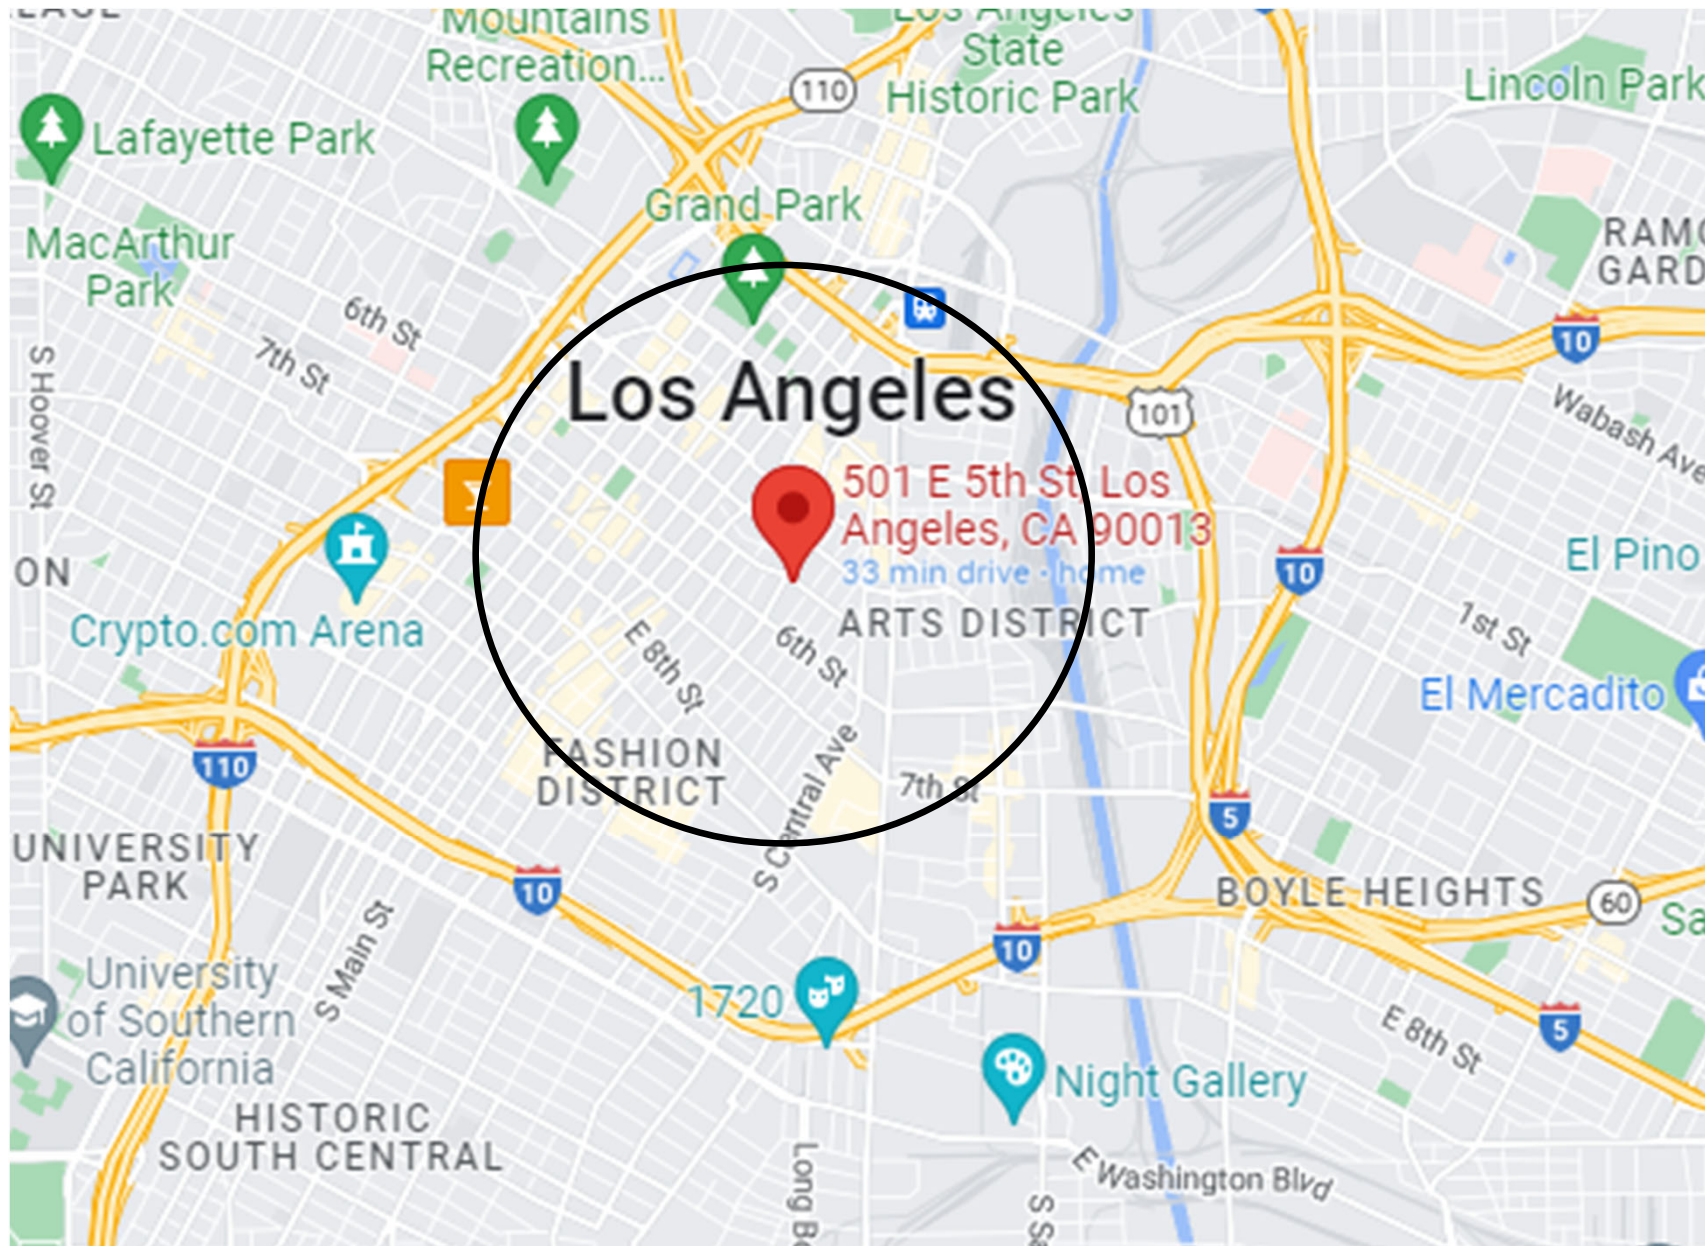 Mountains
Recreation...
Los Angeles
State
Historic Park
110
Lincoln Park
Lafayette Park
Grand Park
MacArthur
Park
6th St
7th St
S Hoover St
10
Los Angeles
101
Wabash Ave
501 E 5th St, Los
Angeles, CA 90013
33 min drive · home
ARTS DISTRICT
10
El Pino
ON
Crypto.com Arena
E 8th St
6th St
1st St
El Mercadito
110
FASHION
DISTRICT
S Central Ave
7th St
5
UNIVERSITY
PARK
10
BOYLE HEIGHTS
60
S Main St
10
University
of Southern
California
1720
E 8th St
5
Night Gallery
HISTORIC
SOUTH CENTRAL
Long
E Washington Blvd